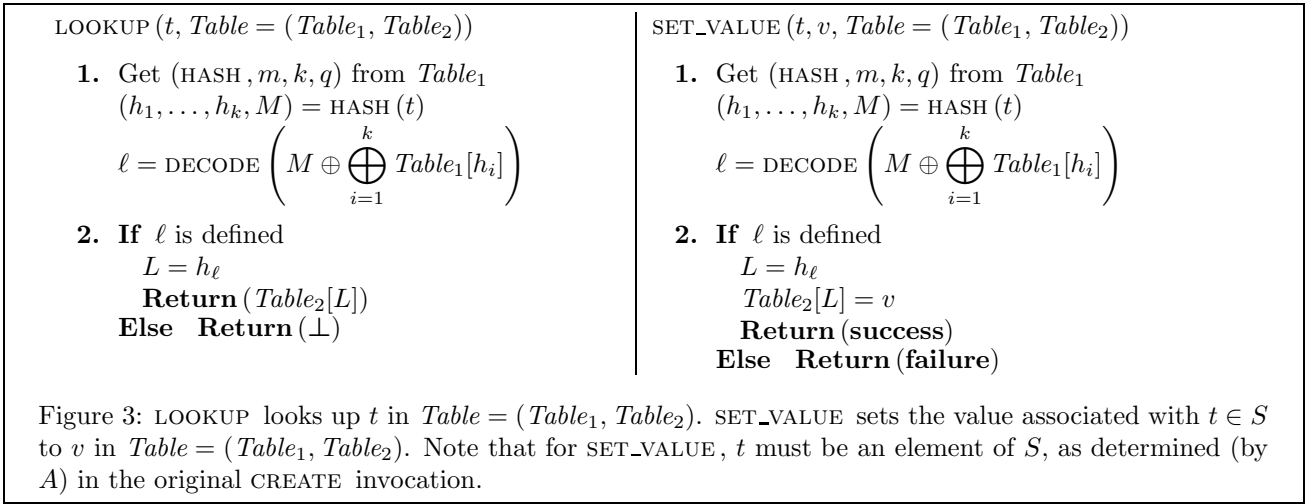 LOOKUP (t, Table = (Table₁, Table₂))
1. Get (HASH, m, k, q) from Table₁
(h₁, . . . , hₖ, M) = HASH (t)
ℓ = DECODE (M ⊕ ⨁ᵢ₌₁ᵏ Table₁[hᵢ])
2. If ℓ is defined
L = h_ℓ
Return (Table₂[L])
Else Return (⊥)
SET_VALUE (t, v, Table = (Table₁, Table₂))
1. Get (HASH, m, k, q) from Table₁
(h₁, . . . , hₖ, M) = HASH (t)
ℓ = DECODE (M ⊕ ⨁ᵢ₌₁ᵏ Table₁[hᵢ])
2. If ℓ is defined
L = h_ℓ
Table₂[L] = v
Return (success)
Else Return (failure)
Figure 3: LOOKUP looks up t in Table = (Table₁, Table₂). SET_VALUE sets the value associated with t ∈ S
to v in Table = (Table₁, Table₂). Note that for SET_VALUE, t must be an element of S, as determined (by
A) in the original CREATE invocation.